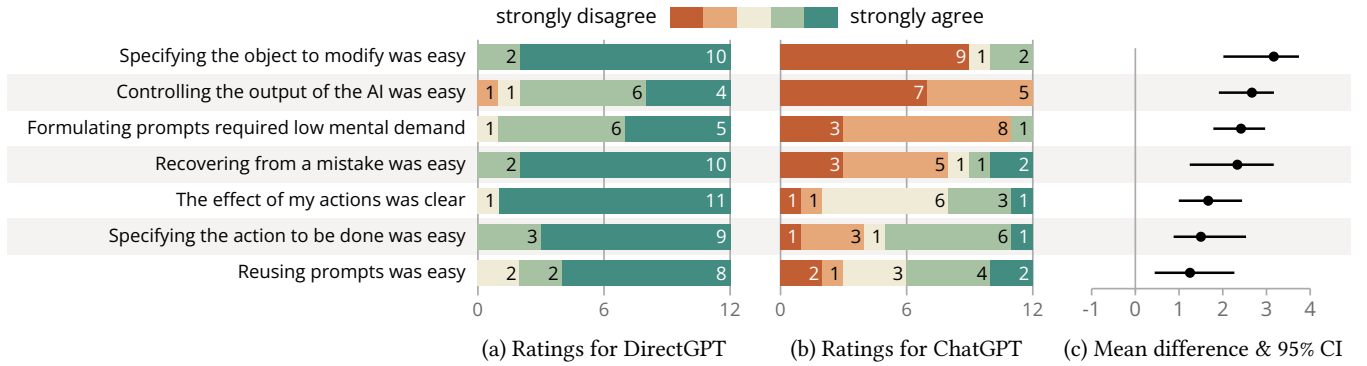 strongly disagree strongly agree
Specifying the object to modify was easy 2 10 9 1 2
Controlling the output of the AI was easy 1 1 6 4 7 5
Formulating prompts required low mental demand 1 6 5 3 8 1
Recovering from a mistake was easy 2 10 3 5 1 1 2
The effect of my actions was clear 1 11 1 1 6 3 1
Specifying the action to be done was easy 3 9 1 3 1 6 1
Reusing prompts was easy 2 2 8 2 1 3 4 2
0 6 12 0 6 12 -1 0 1 2 3 4
(a) Ratings for DirectGPT (b) Ratings for ChatGPT (c) Mean difference & 95% CI